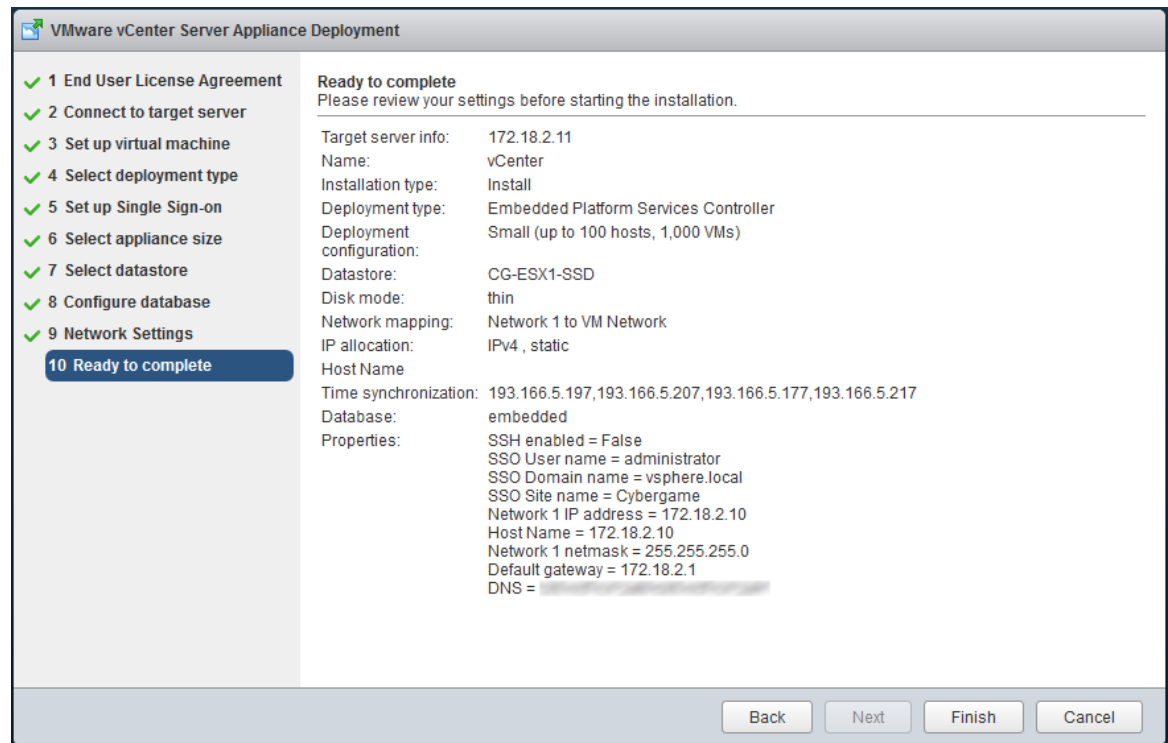 VMware vCenter Server Appliance Deployment
1 End User License Agreement
2 Connect to target server
3 Set up virtual machine
4 Select deployment type
5 Set up Single Sign-on
6 Select appliance size
7 Select datastore
8 Configure database
9 Network Settings
10 Ready to complete
Ready to complete
Please review your settings before starting the installation.
Target server info: 172.18.2.11
Name: vCenter
Installation type: Install
Deployment type: Embedded Platform Services Controller
Deployment Small (up to 100 hosts, 1,000 VMs)
configuration:
Datastore: CG-ESX1-SSD
Disk mode: thin
Network mapping: Network 1 to VM Network
IP allocation: IPv4 , static
Host Name
Time synchronization: 193.166.5.197,193.166.5.207,193.166.5.177,193.166.5.217
Database: embedded
Properties: SSH enabled = False
SSO User name = administrator
SSO Domain name = vsphere.local
SSO Site name = Cybergame
Network 1 IP address = 172.18.2.10
Host Name = 172.18.2.10
Network 1 netmask = 255.255.255.0
Default gateway = 172.18.2.1
DNS =
Back Next Finish Cancel